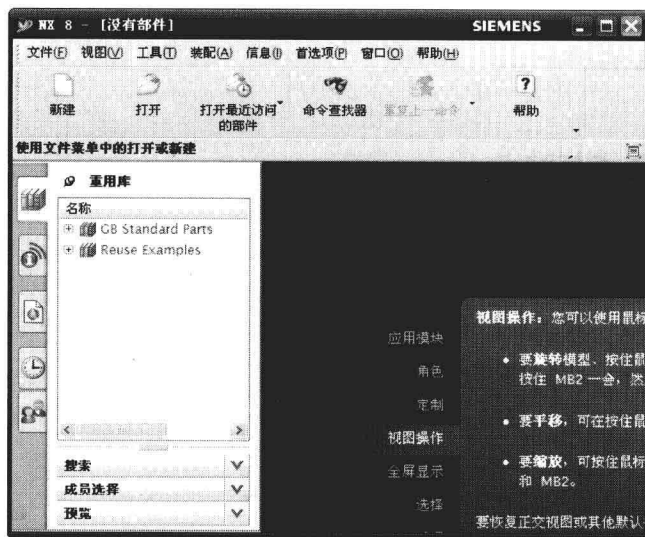 NX 8 - [没有部件]
SIEMENS
文件(F) 视图(V) 工具(T) 装配(A) 信息(I) 首选项(P) 窗口(O) 帮助(H)
新建
打开
打开最近访问的部件
命令查找器
重复上一命令
帮助
使用文件菜单中的打开或新建
重用库
名称
GB Standard Parts
Reuse Examples
搜索
成员选择
预览
应用模块
角色
定制
视图操作
全屏显示
选择
视图操作：您可以使用鼠标
• 要旋转模型、按住鼠
按住 MB2 一会，然
• 要平移，可在按住鼠
• 要缩放，可按住鼠标
和 MB2。
要恢复正交视图或其他默认